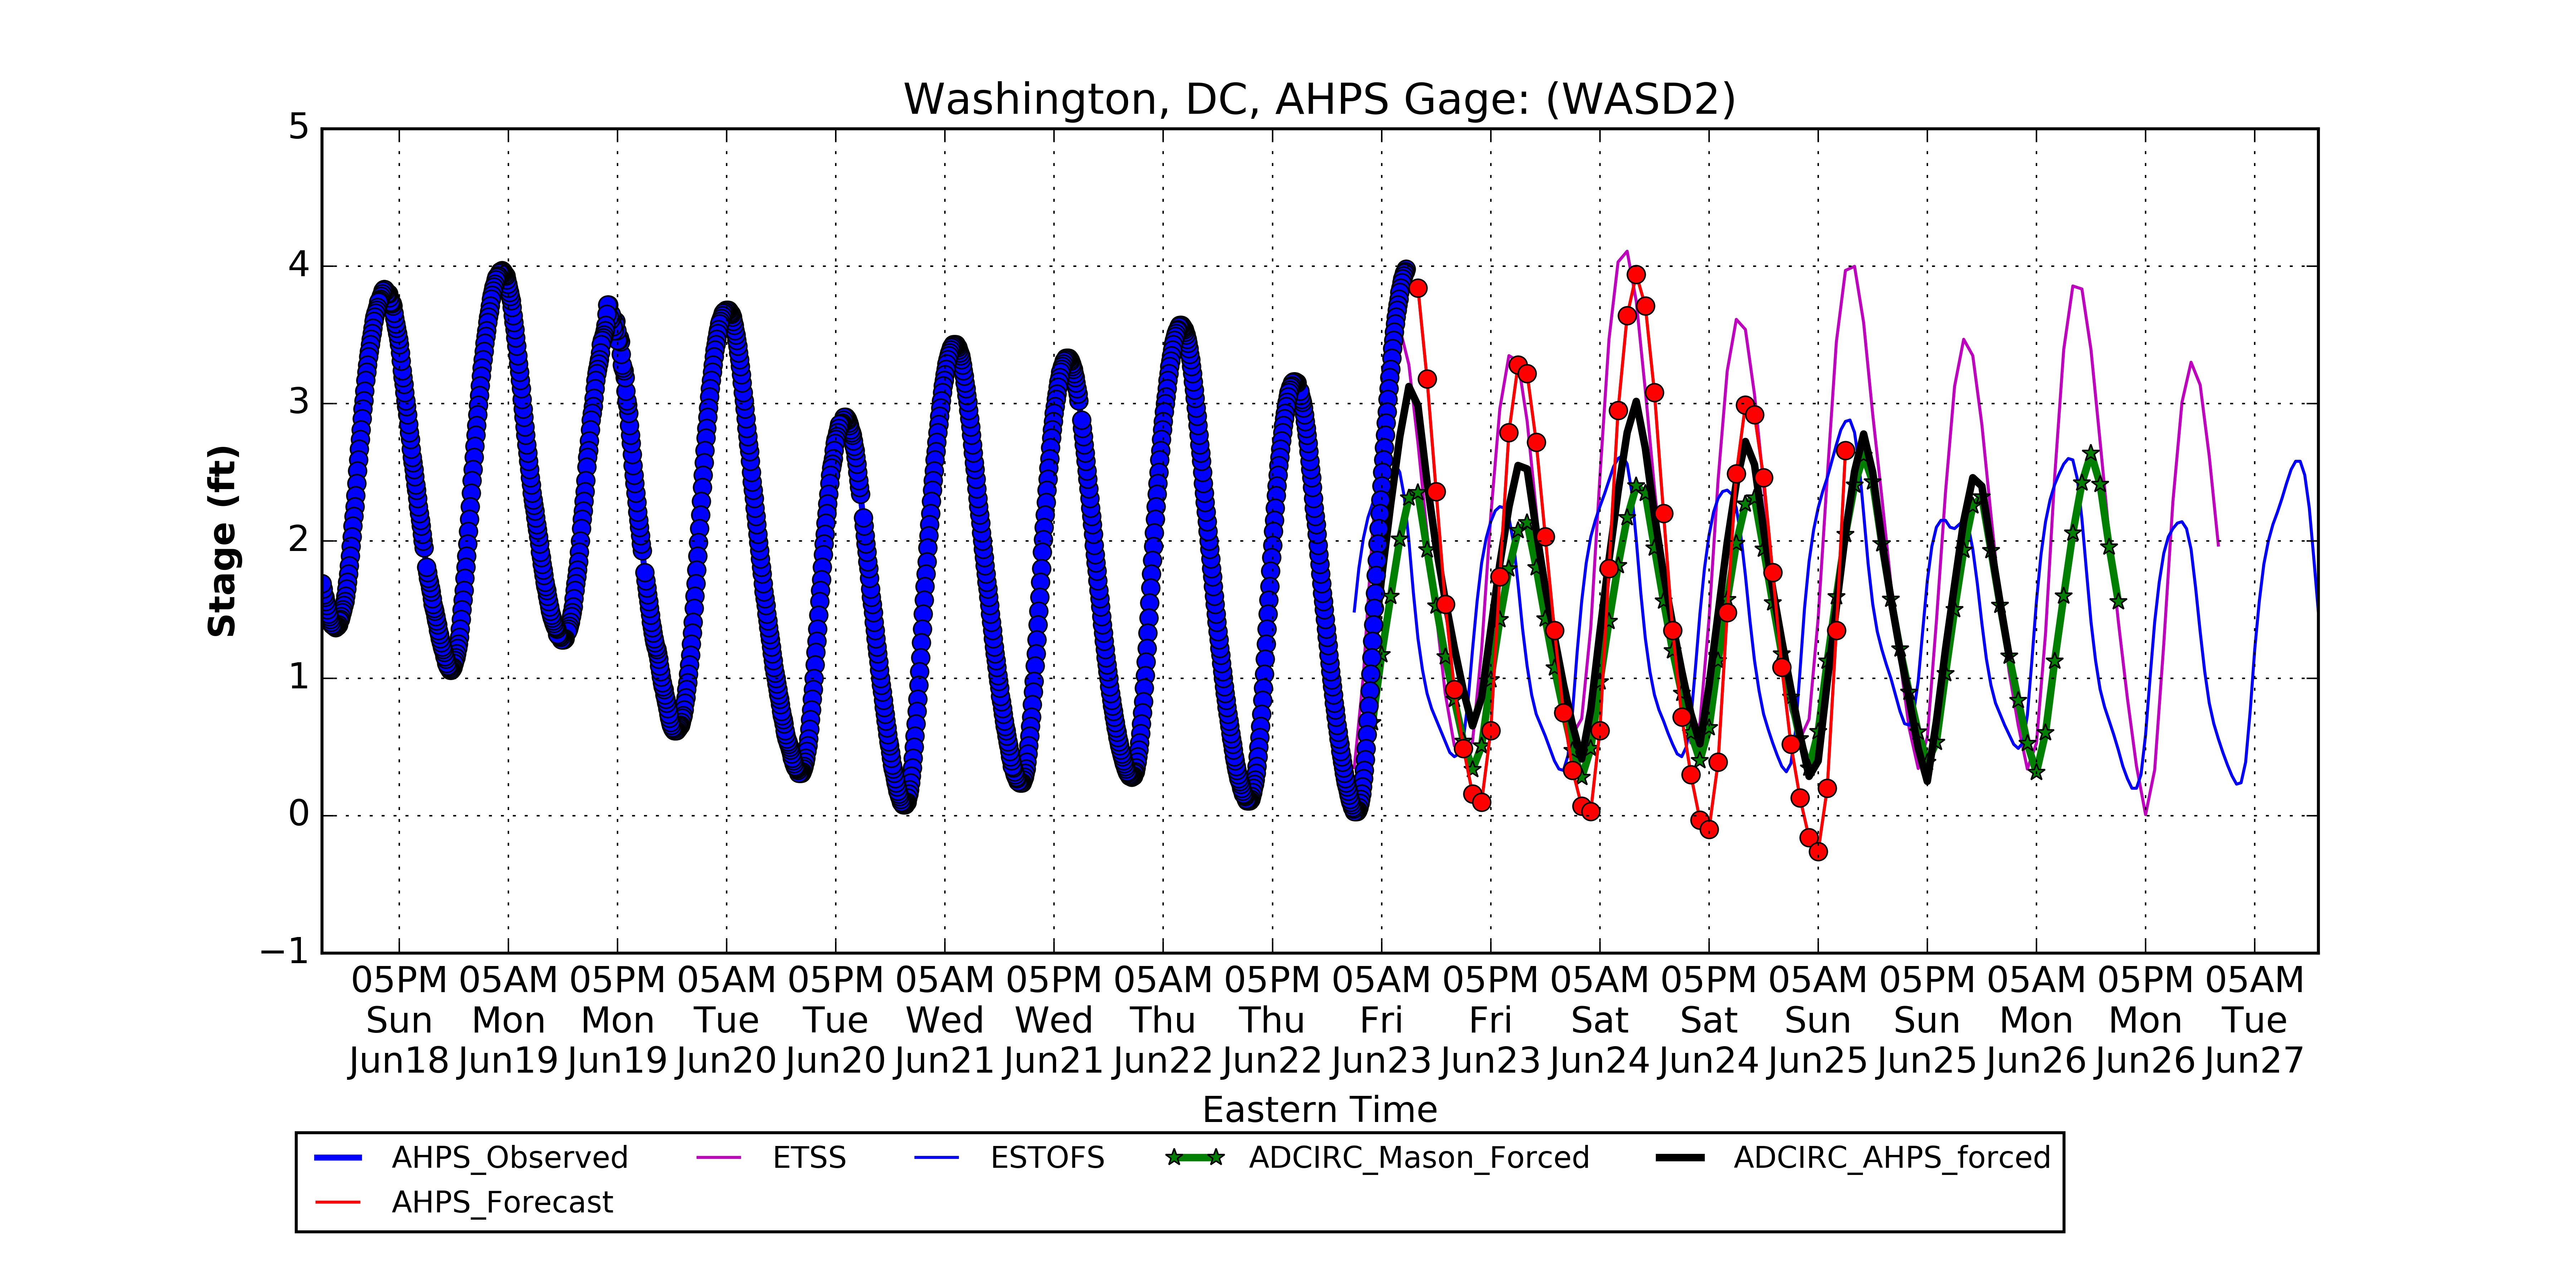 Washington, DC, AHPS Gage: (WASD2)
5
4
3
2
1
0
−1
Stage (ft)
05PM 05AM 05PM 05AM 05PM 05AM 05PM 05AM 05PM 05AM 05PM 05AM 05PM 05AM 05PM 05AM 05PM 05AM
Sun Mon Mon Tue Tue Wed Wed Thu Thu Fri Fri Sat Sat Sun Sun Mon Mon Tue
Jun18 Jun19 Jun19 Jun20 Jun20 Jun21 Jun21 Jun22 Jun22 Jun23 Jun23 Jun24 Jun24 Jun25 Jun25 Jun26 Jun26 Jun27
Eastern Time
AHPS_Observed ETSS ESTOFS ADCIRC_Mason_Forced ADCIRC_AHPS_forced
AHPS_Forecast